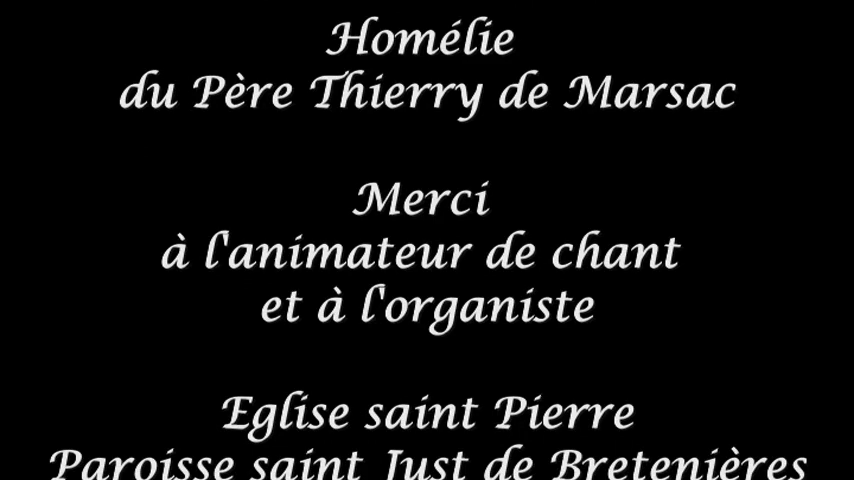 Homélie
du Père Thierry de Marsac
Merci
à l'animateur de chant
et à l'organiste
Eglise saint Pierre
Paroisse saint Just de Bretenières